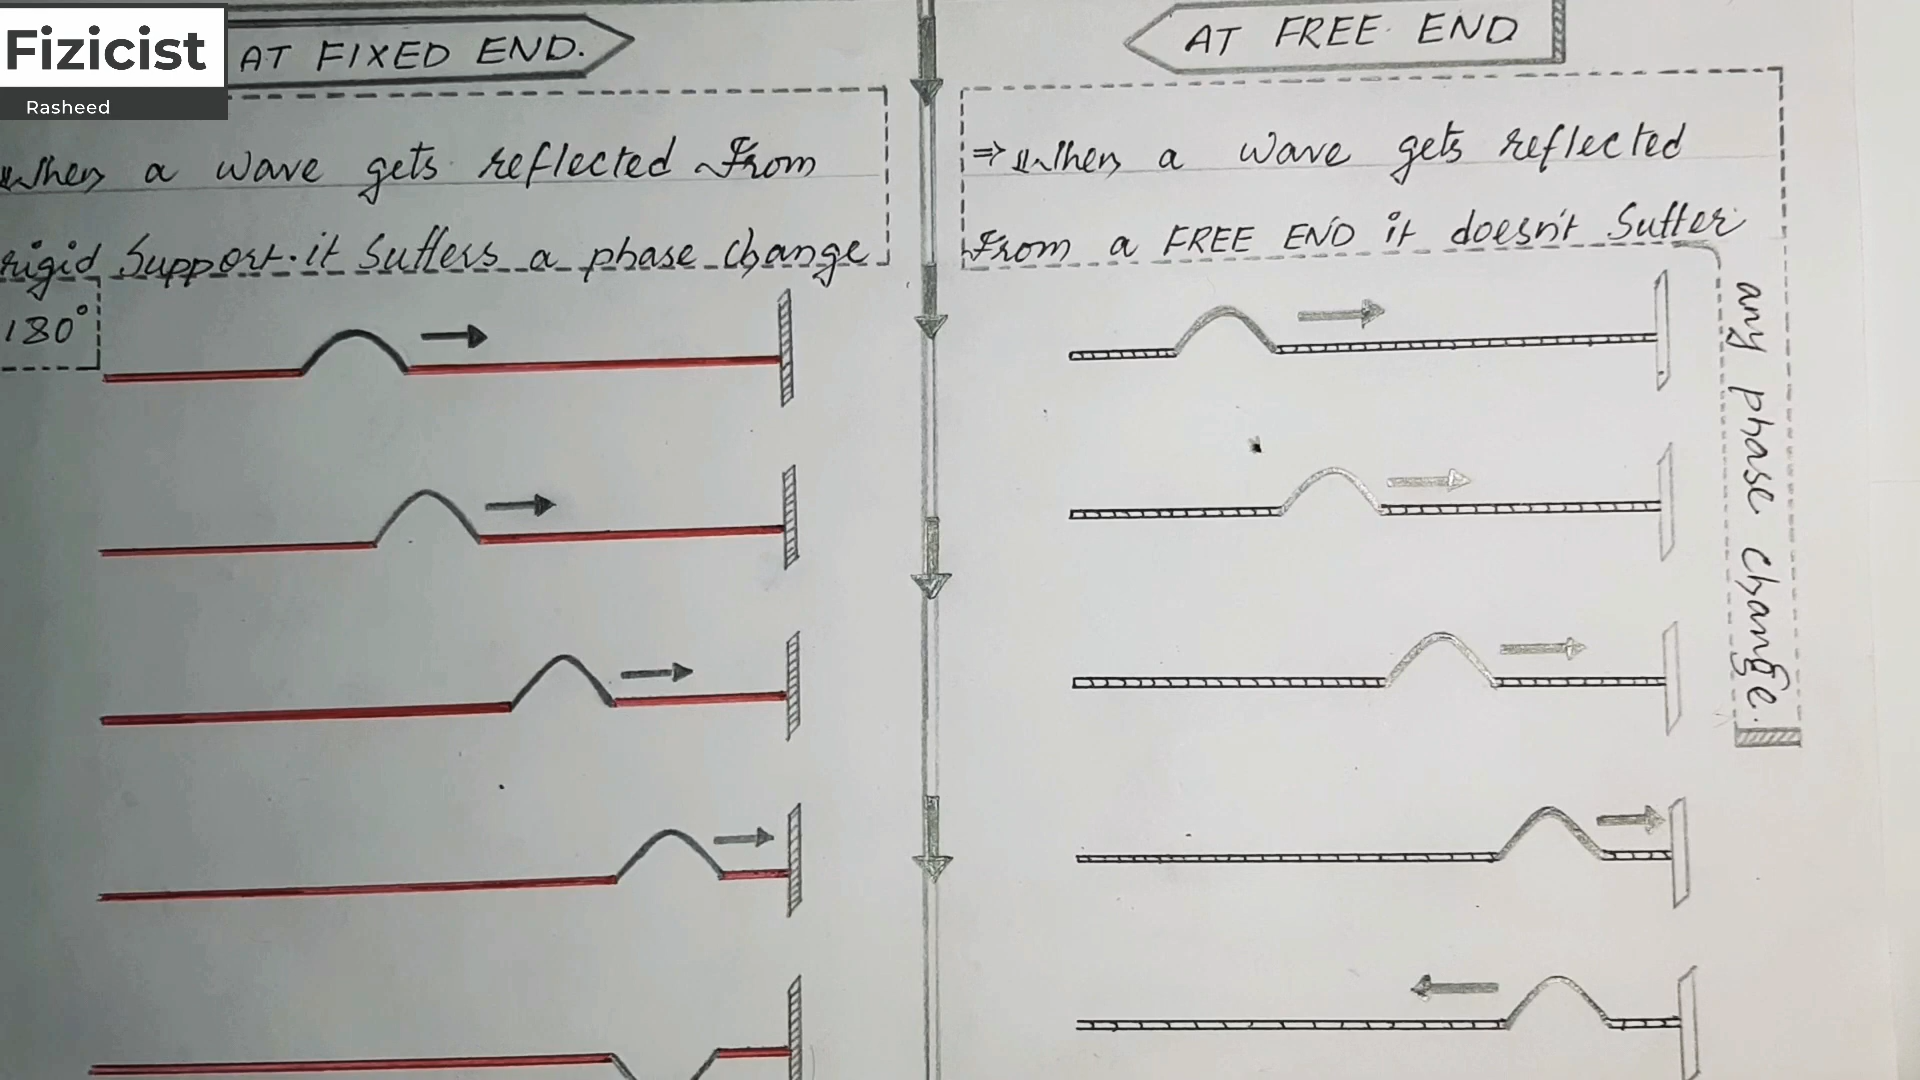 Fizicist
Rasheed
AT FIXED END.
When a wave gets reflected from
rigid Support. it Suffers a phase change
180°
AT FREE END
⇒ When a wave gets reflected
from a FREE END it doesn't Suffer
any phase change.